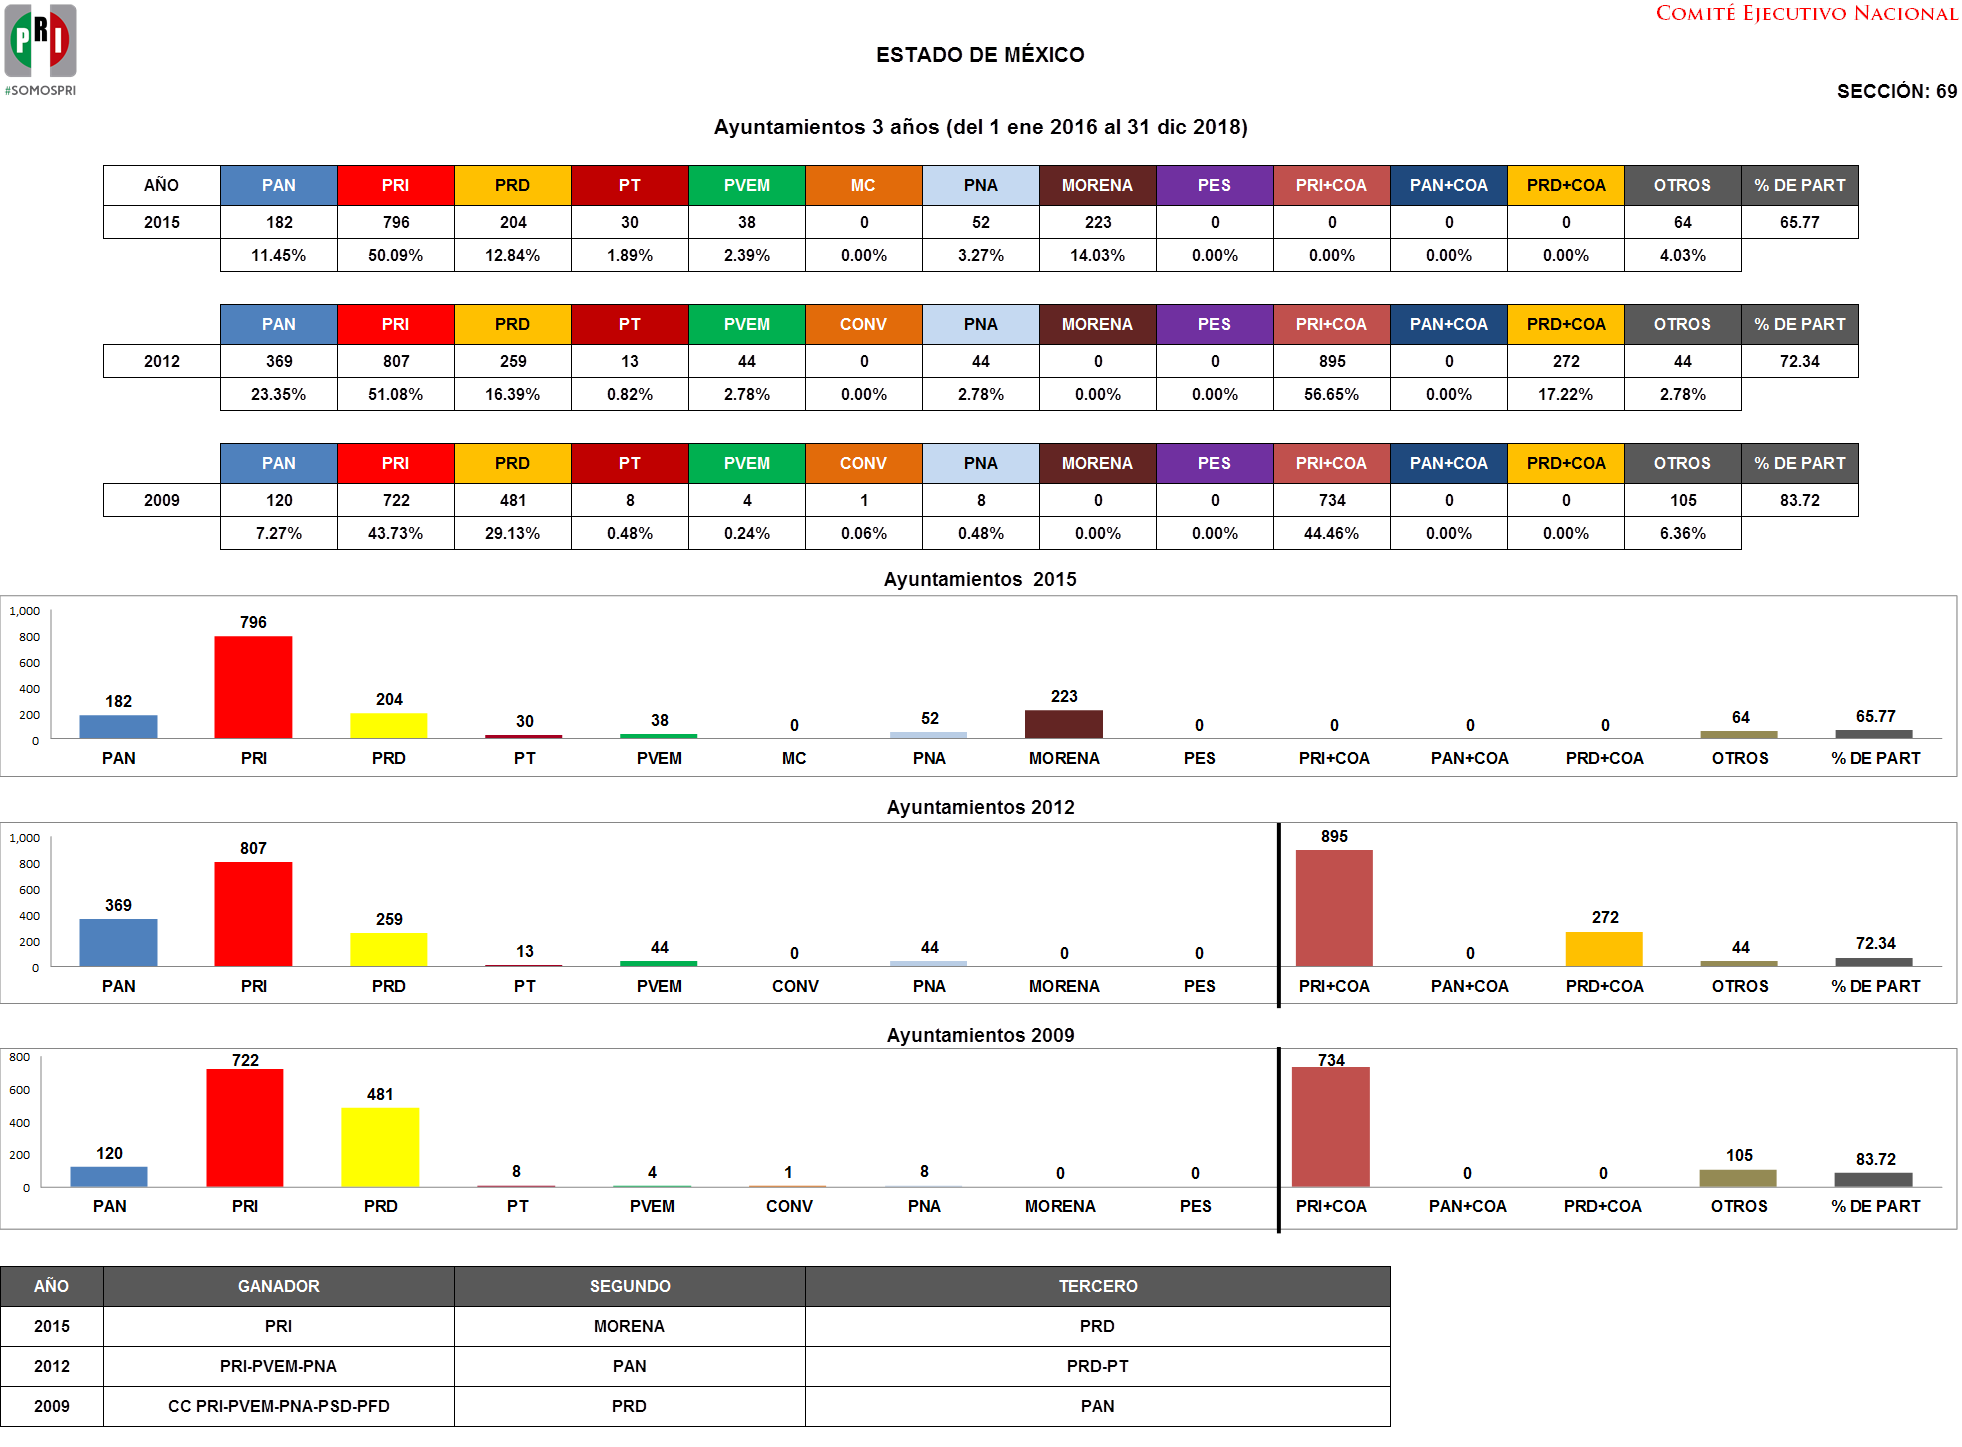 COMITÉ EJECUTIVO NACIONAL
PRI
#SOMOSPRI
ESTADO DE MÉXICO
SECCIÓN: 69
Ayuntamientos 3 años (del 1 ene 2016 al 31 dic 2018)
AÑO PAN PRI PRD PT PVEM MC PNA MORENA PES PRI+COA PAN+COA PRD+COA OTROS % DE PART
2015 182 796 204 30 38 0 52 223 0 0 0 0 64 65.77
11.45% 50.09% 12.84% 1.89% 2.39% 0.00% 3.27% 14.03% 0.00% 0.00% 0.00% 0.00% 4.03%
PAN PRI PRD PT PVEM CONV PNA MORENA PES PRI+COA PAN+COA PRD+COA OTROS % DE PART
2012 369 807 259 13 44 0 44 0 0 895 0 272 44 72.34
23.35% 51.08% 16.39% 0.82% 2.78% 0.00% 2.78% 0.00% 0.00% 56.65% 0.00% 17.22% 2.78%
PAN PRI PRD PT PVEM CONV PNA MORENA PES PRI+COA PAN+COA PRD+COA OTROS % DE PART
2009 120 722 481 8 4 1 8 0 0 734 0 0 105 83.72
7.27% 43.73% 29.13% 0.48% 0.24% 0.06% 0.48% 0.00% 0.00% 44.46% 0.00% 0.00% 6.36%
Ayuntamientos 2015
1,000
800
600
400
200
0
182 796 204 30 38 0 52 223 0 0 0 0 64 65.77
PAN PRI PRD PT PVEM MC PNA MORENA PES PRI+COA PAN+COA PRD+COA OTROS % DE PART
Ayuntamientos 2012
1,000
800
600
400
200
0
369 807 259 13 44 0 44 0 0 895 0 272 44 72.34
PAN PRI PRD PT PVEM CONV PNA MORENA PES PRI+COA PAN+COA PRD+COA OTROS % DE PART
Ayuntamientos 2009
800
600
400
200
0
120 722 481 8 4 1 8 0 0 734 0 0 105 83.72
PAN PRI PRD PT PVEM CONV PNA MORENA PES PRI+COA PAN+COA PRD+COA OTROS % DE PART
AÑO GANADOR SEGUNDO TERCERO
2015 PRI MORENA PRD
2012 PRI-PVEM-PNA PAN PRD-PT
2009 CC PRI-PVEM-PNA-PSD-PFD PRD PAN